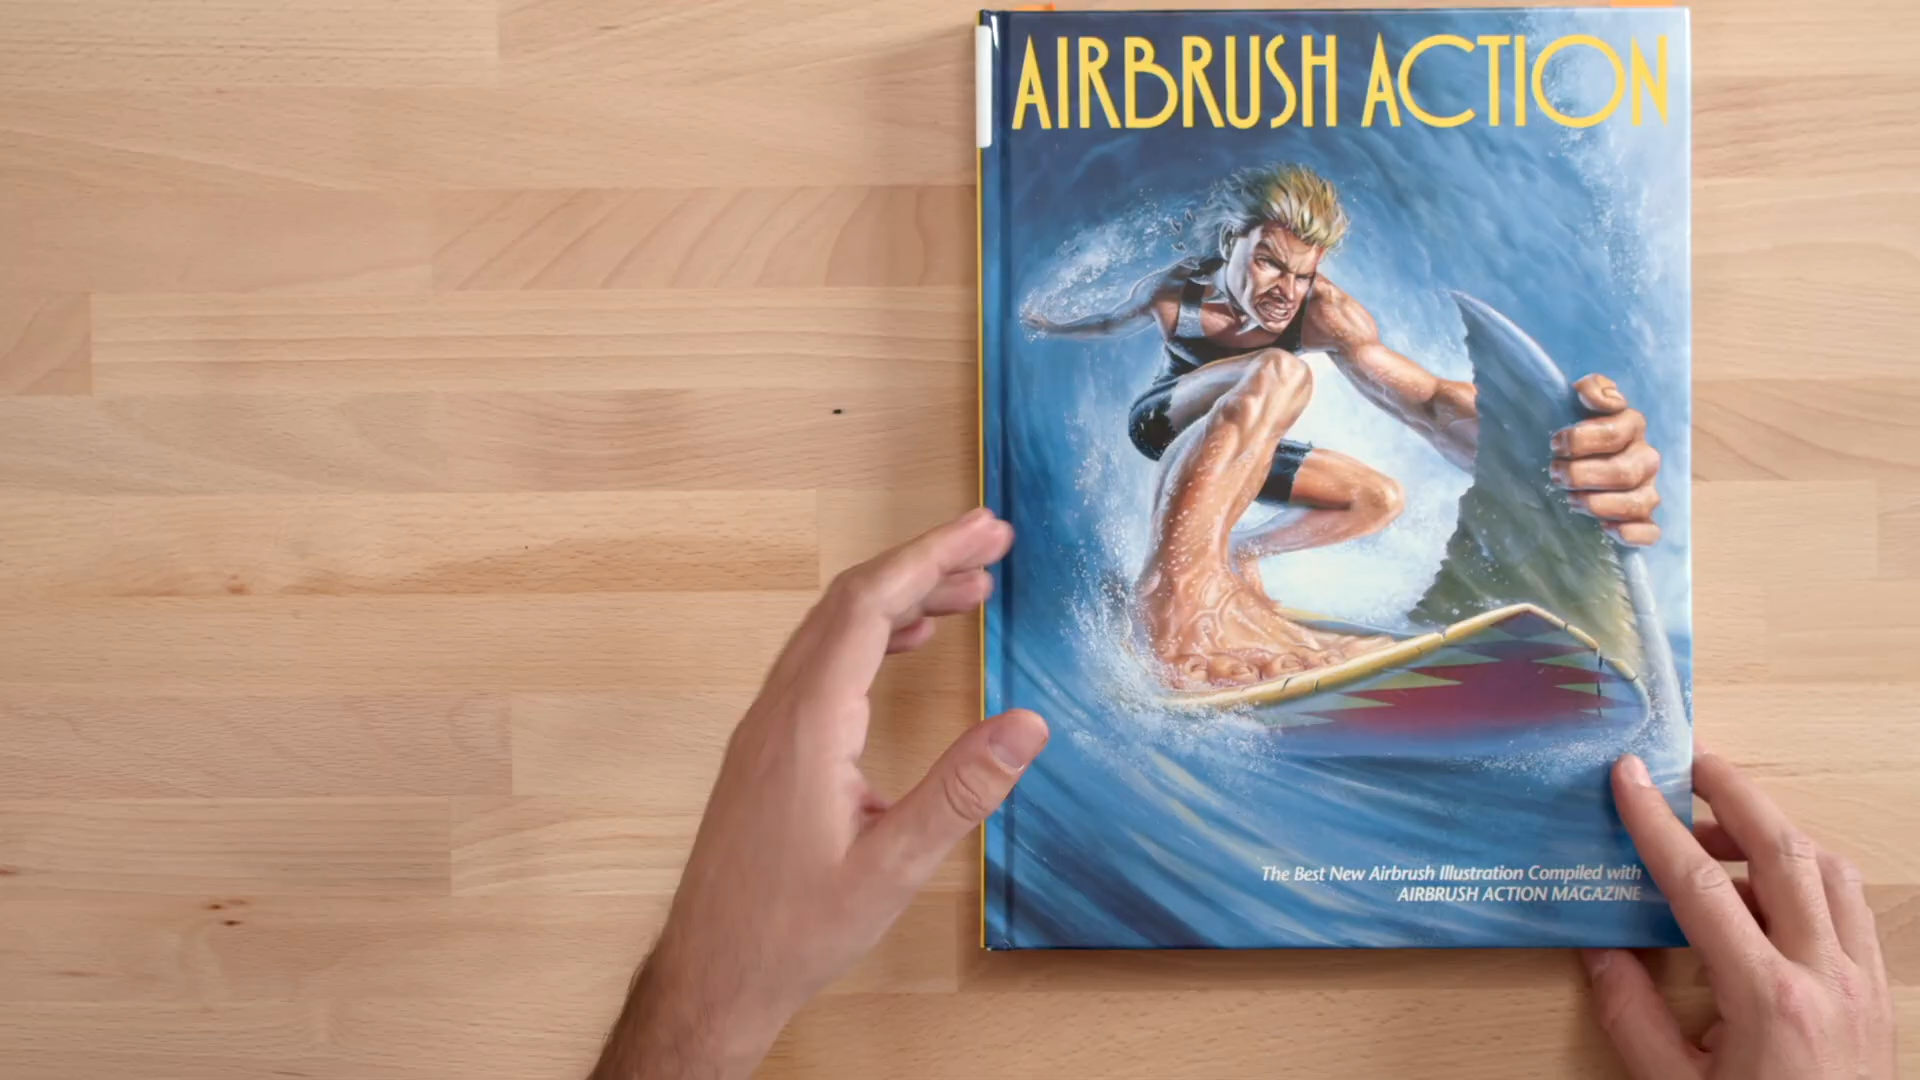 AIRBRUSH ACTION
The Best New Airbrush Illustration Compiled with
AIRBRUSH ACTION MAGAZINE